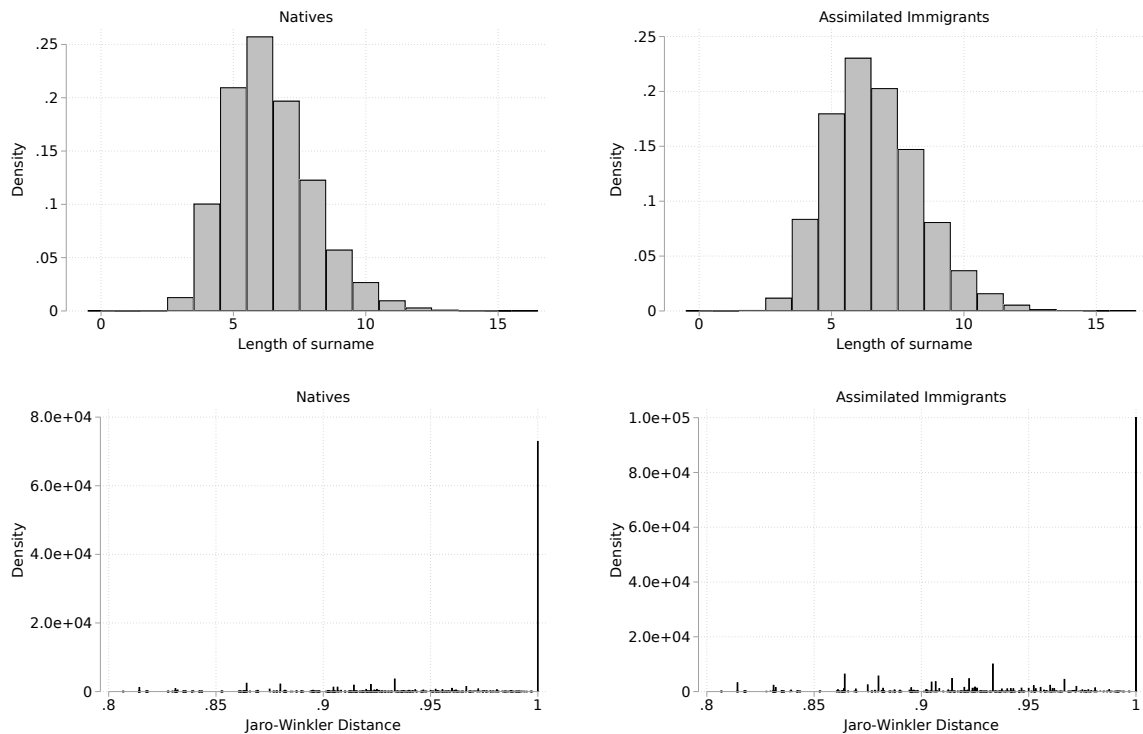 Natives
.25
.2
.15
.1
.05
0
Density
0 5 10 15
Length of surname
Assimilated Immigrants
.25
.2
.15
.1
.05
0
Density
0 5 10 15
Length of surname
Natives
8.0e+04
6.0e+04
4.0e+04
2.0e+04
0
Density
.8 .85 .9 .95 1
Jaro-Winkler Distance
Assimilated Immigrants
1.0e+05
8.0e+04
6.0e+04
4.0e+04
2.0e+04
0
Density
.8 .85 .9 .95 1
Jaro-Winkler Distance